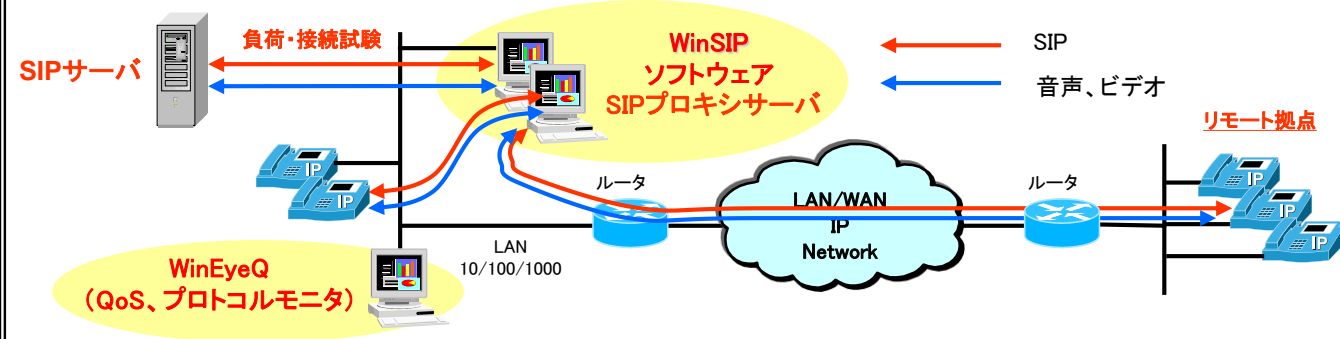 SIPサーバ
負荷・接続試験
WinSIP
ソフトウェア
SIPプロキシサーバ
SIP
音声、ビデオ
リモート拠点
IP
IP
ルータ
LAN/WAN
IP
Network
ルータ
IP
IP
IP
LAN
10/100/1000
WinEyeQ
（QoS、プロトコルモニタ）